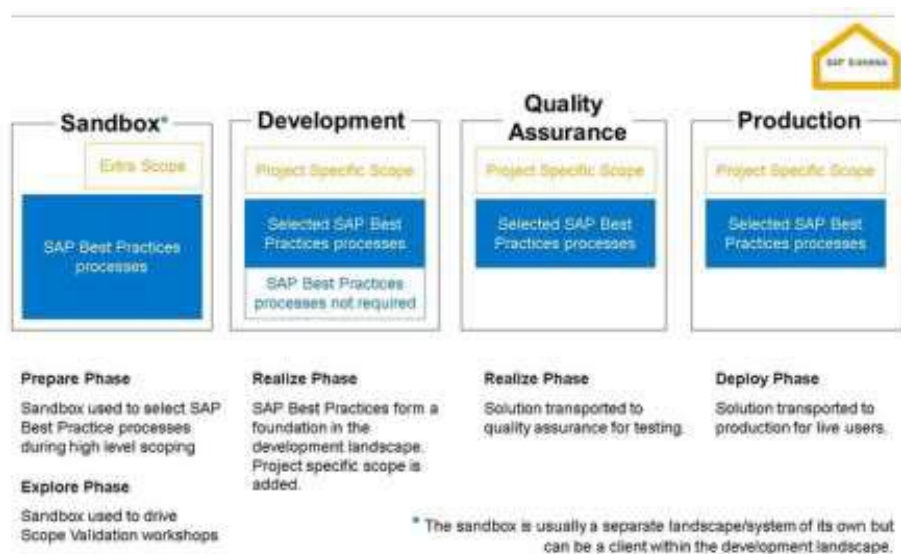 SAP
Sandbox*
Extra Scope
SAP Best Practices
processes
Development
Project Specific Scope
Selected SAP Best
Practices processes
SAP Best Practices
processes not required
Quality
Assurance
Project Specific Scope
Selected SAP Best
Practices processes
Production
Project Specific Scope
Selected SAP Best
Practices processes
Prepare Phase
Sandbox used to select SAP
Best Practice processes
during high level scoping
Explore Phase
Sandbox used to drive
Scope Validation workshops
Realize Phase
SAP Best Practices form a
foundation in the
development landscape.
Project specific scope is
added.
Realize Phase
Solution transported to
quality assurance for testing.
Deploy Phase
Solution transported to
production for live users.
* The sandbox is usually a separate landscape/system of its own but
can be a client within the development landscape.